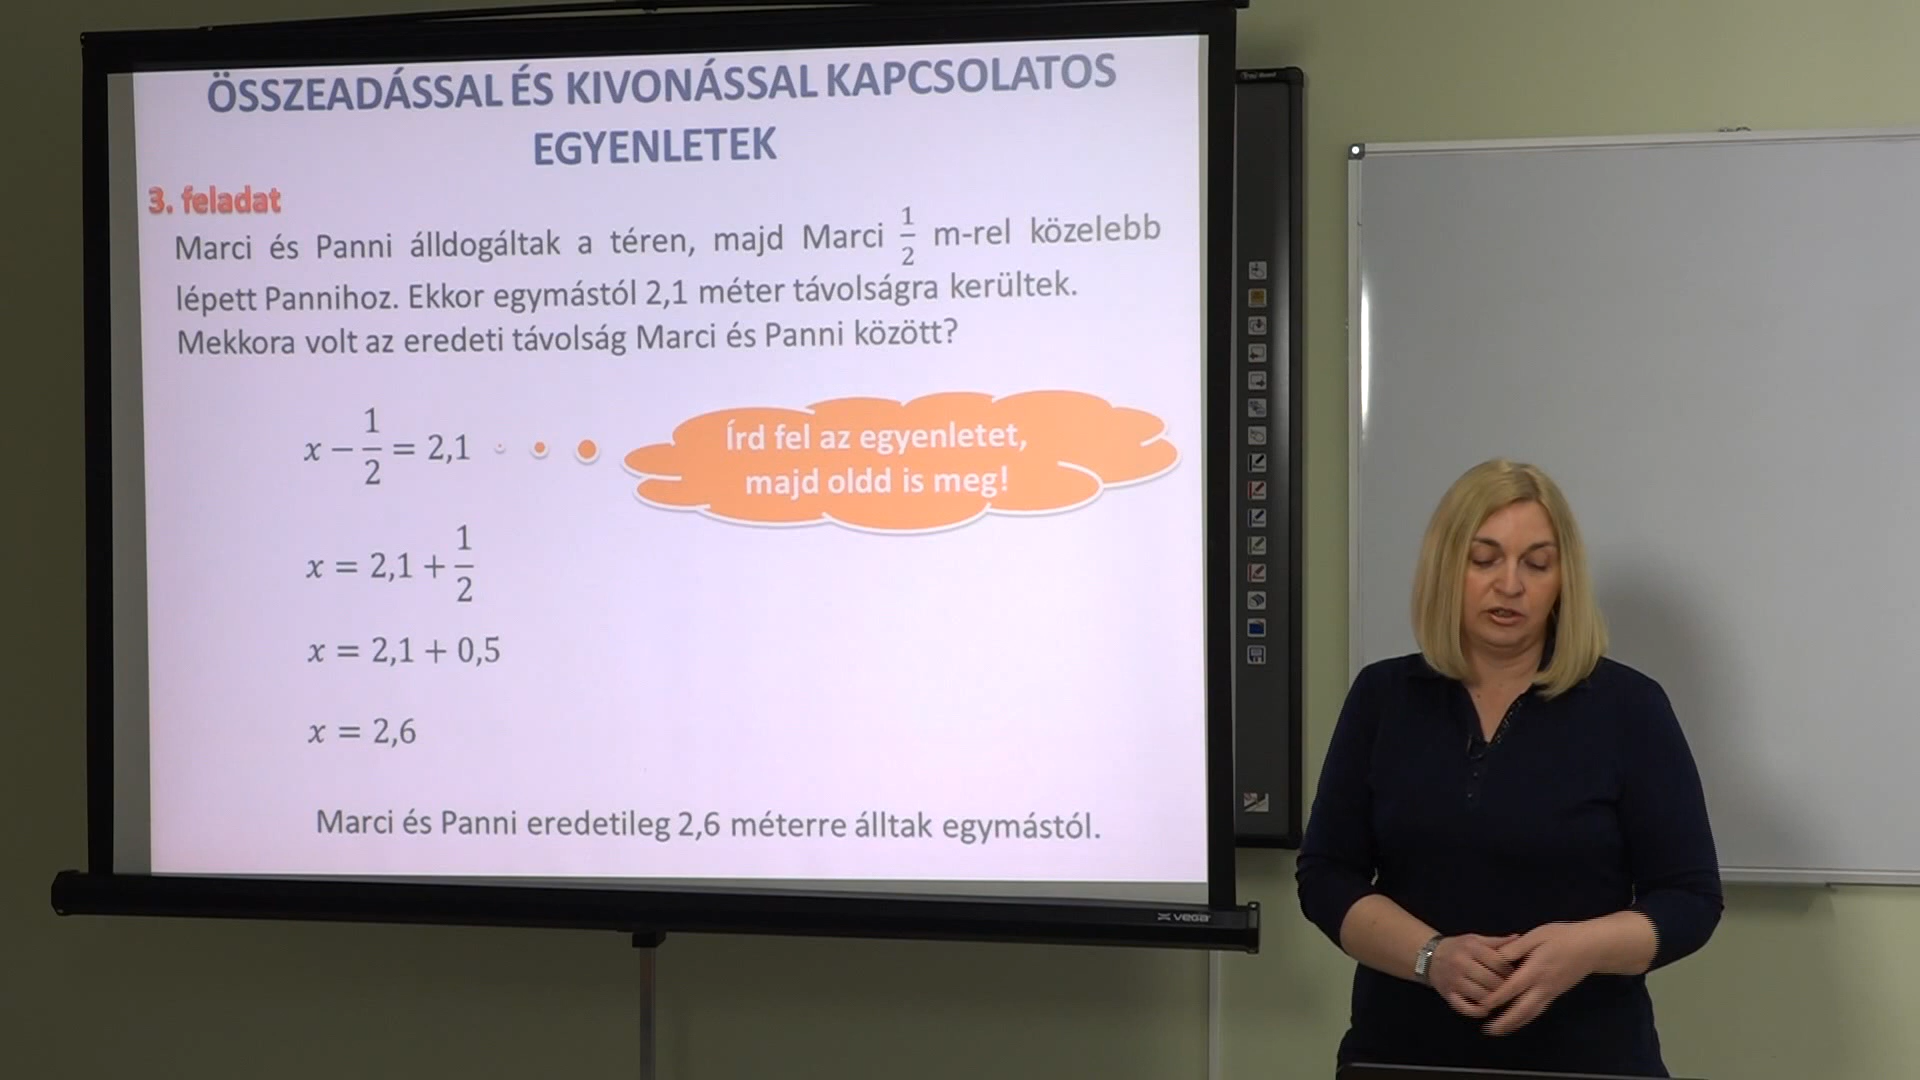 ÖSSZEADÁSSAL ÉS KIVONÁSSAL KAPCSOLATOS
EGYENLETEK
3. feladat
Marci és Panni álldogáltak a téren, majd Marci 1/2 m-rel közelebb
lépett Pannihoz. Ekkor egymástól 2,1 méter távolságra kerültek.
Mekkora volt az eredeti távolság Marci és Panni között?
x − 1/2 = 2,1
Írd fel az egyenletet,
majd oldd is meg!
x = 2,1 + 1/2
x = 2,1 + 0,5
x = 2,6
Marci és Panni eredetileg 2,6 méterre álltak egymástól.
VEGA